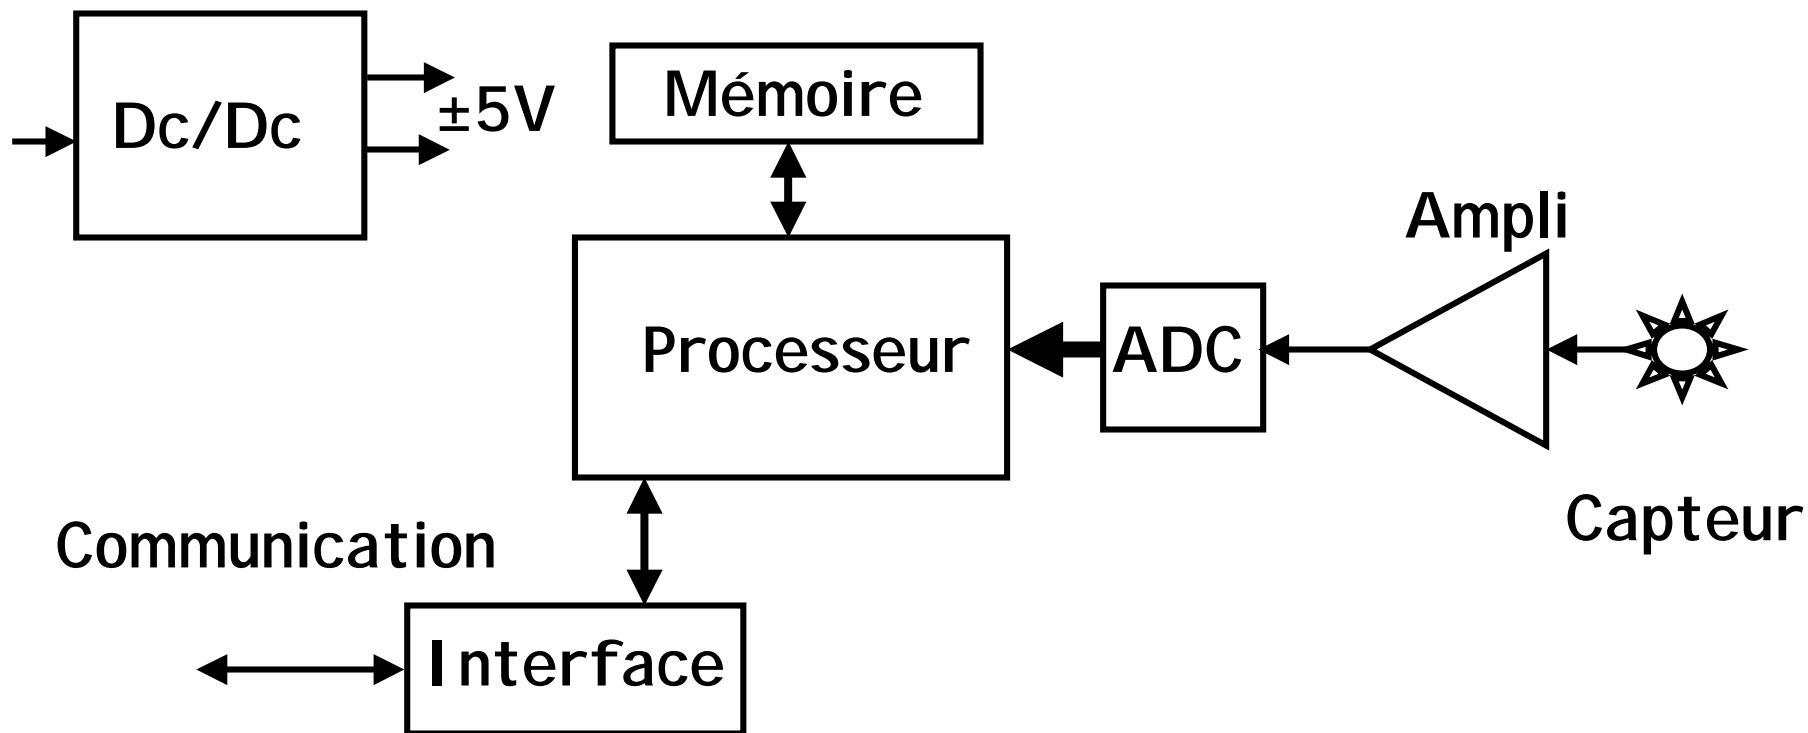 Dc/Dc
±5V
Mémoire
Ampli
Processeur
ADC
Capteur
Communication
Interface